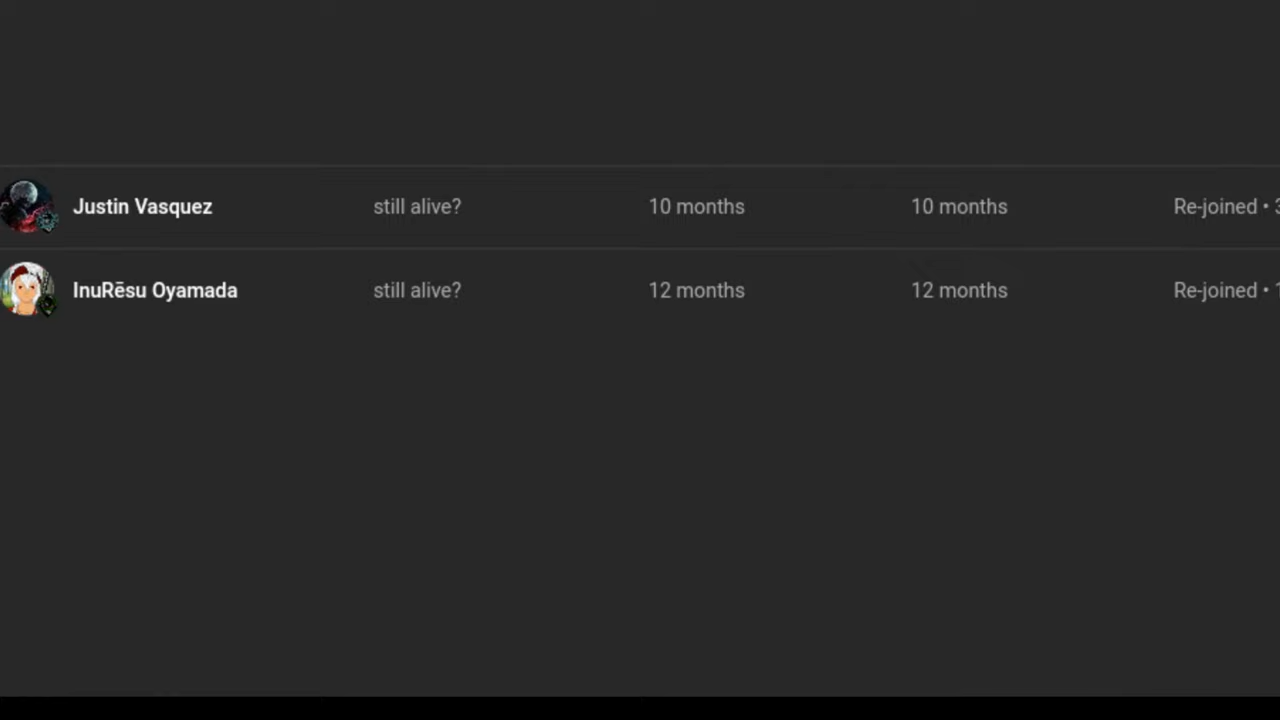 Justin Vasquez still alive? 10 months 10 months Re-joined •
InuRēsu Oyamada still alive? 12 months 12 months Re-joined •